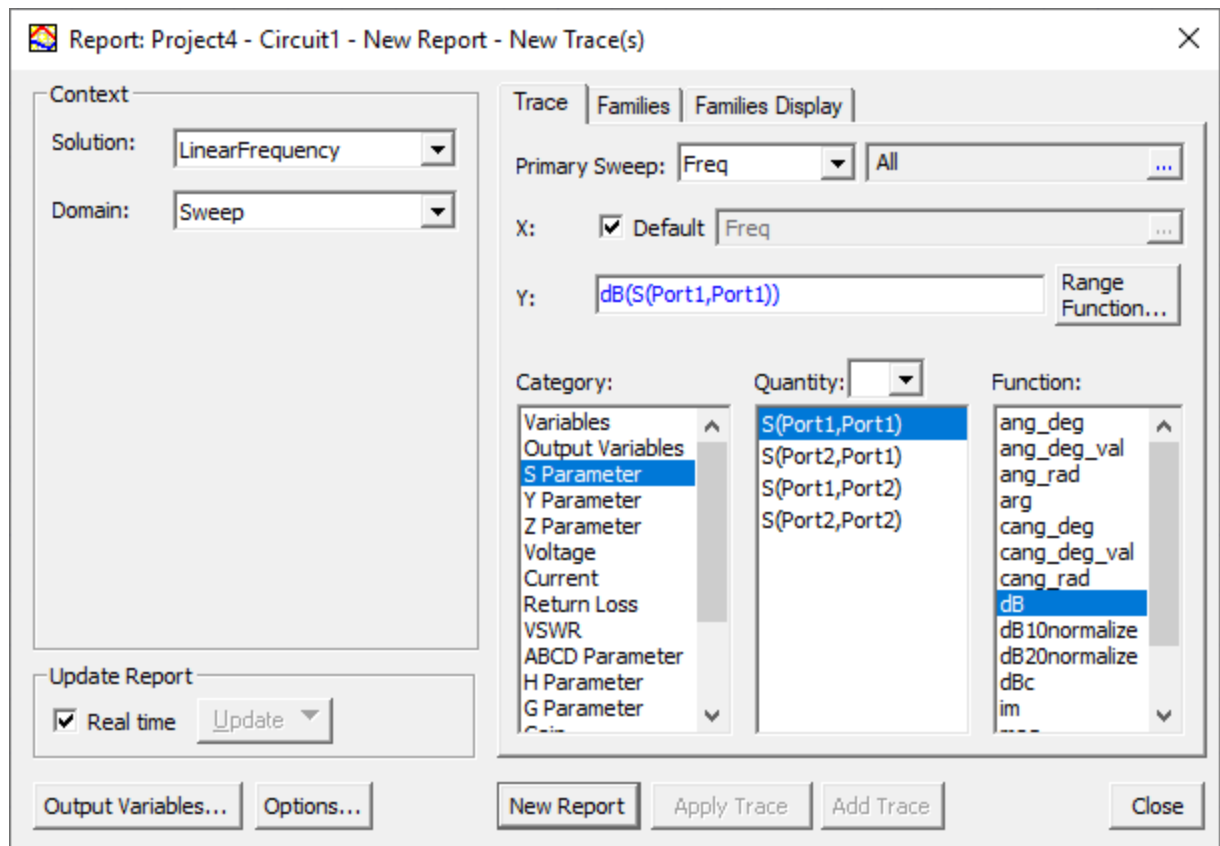 Report: Project4 - Circuit1 - New Report - New Trace(s)
Context
Solution: LinearFrequency
Domain: Sweep
Update Report
Real time Update
Output Variables... Options...
Trace Families Families Display
Primary Sweep: Freq All ...
X: Default Freq ...
Y: dB(S(Port1,Port1))
Range
Function...
Category:
Variables
Output Variables
S Parameter
Y Parameter
Z Parameter
Voltage
Current
Return Loss
VSWR
ABCD Parameter
H Parameter
G Parameter
Quantity:
S(Port1,Port1)
S(Port2,Port1)
S(Port1,Port2)
S(Port2,Port2)
Function:
ang_deg
ang_deg_val
ang_rad
arg
cang_deg
cang_deg_val
cang_rad
dB
dB10normalize
dB20normalize
dBc
im
New Report Apply Trace Add Trace Close